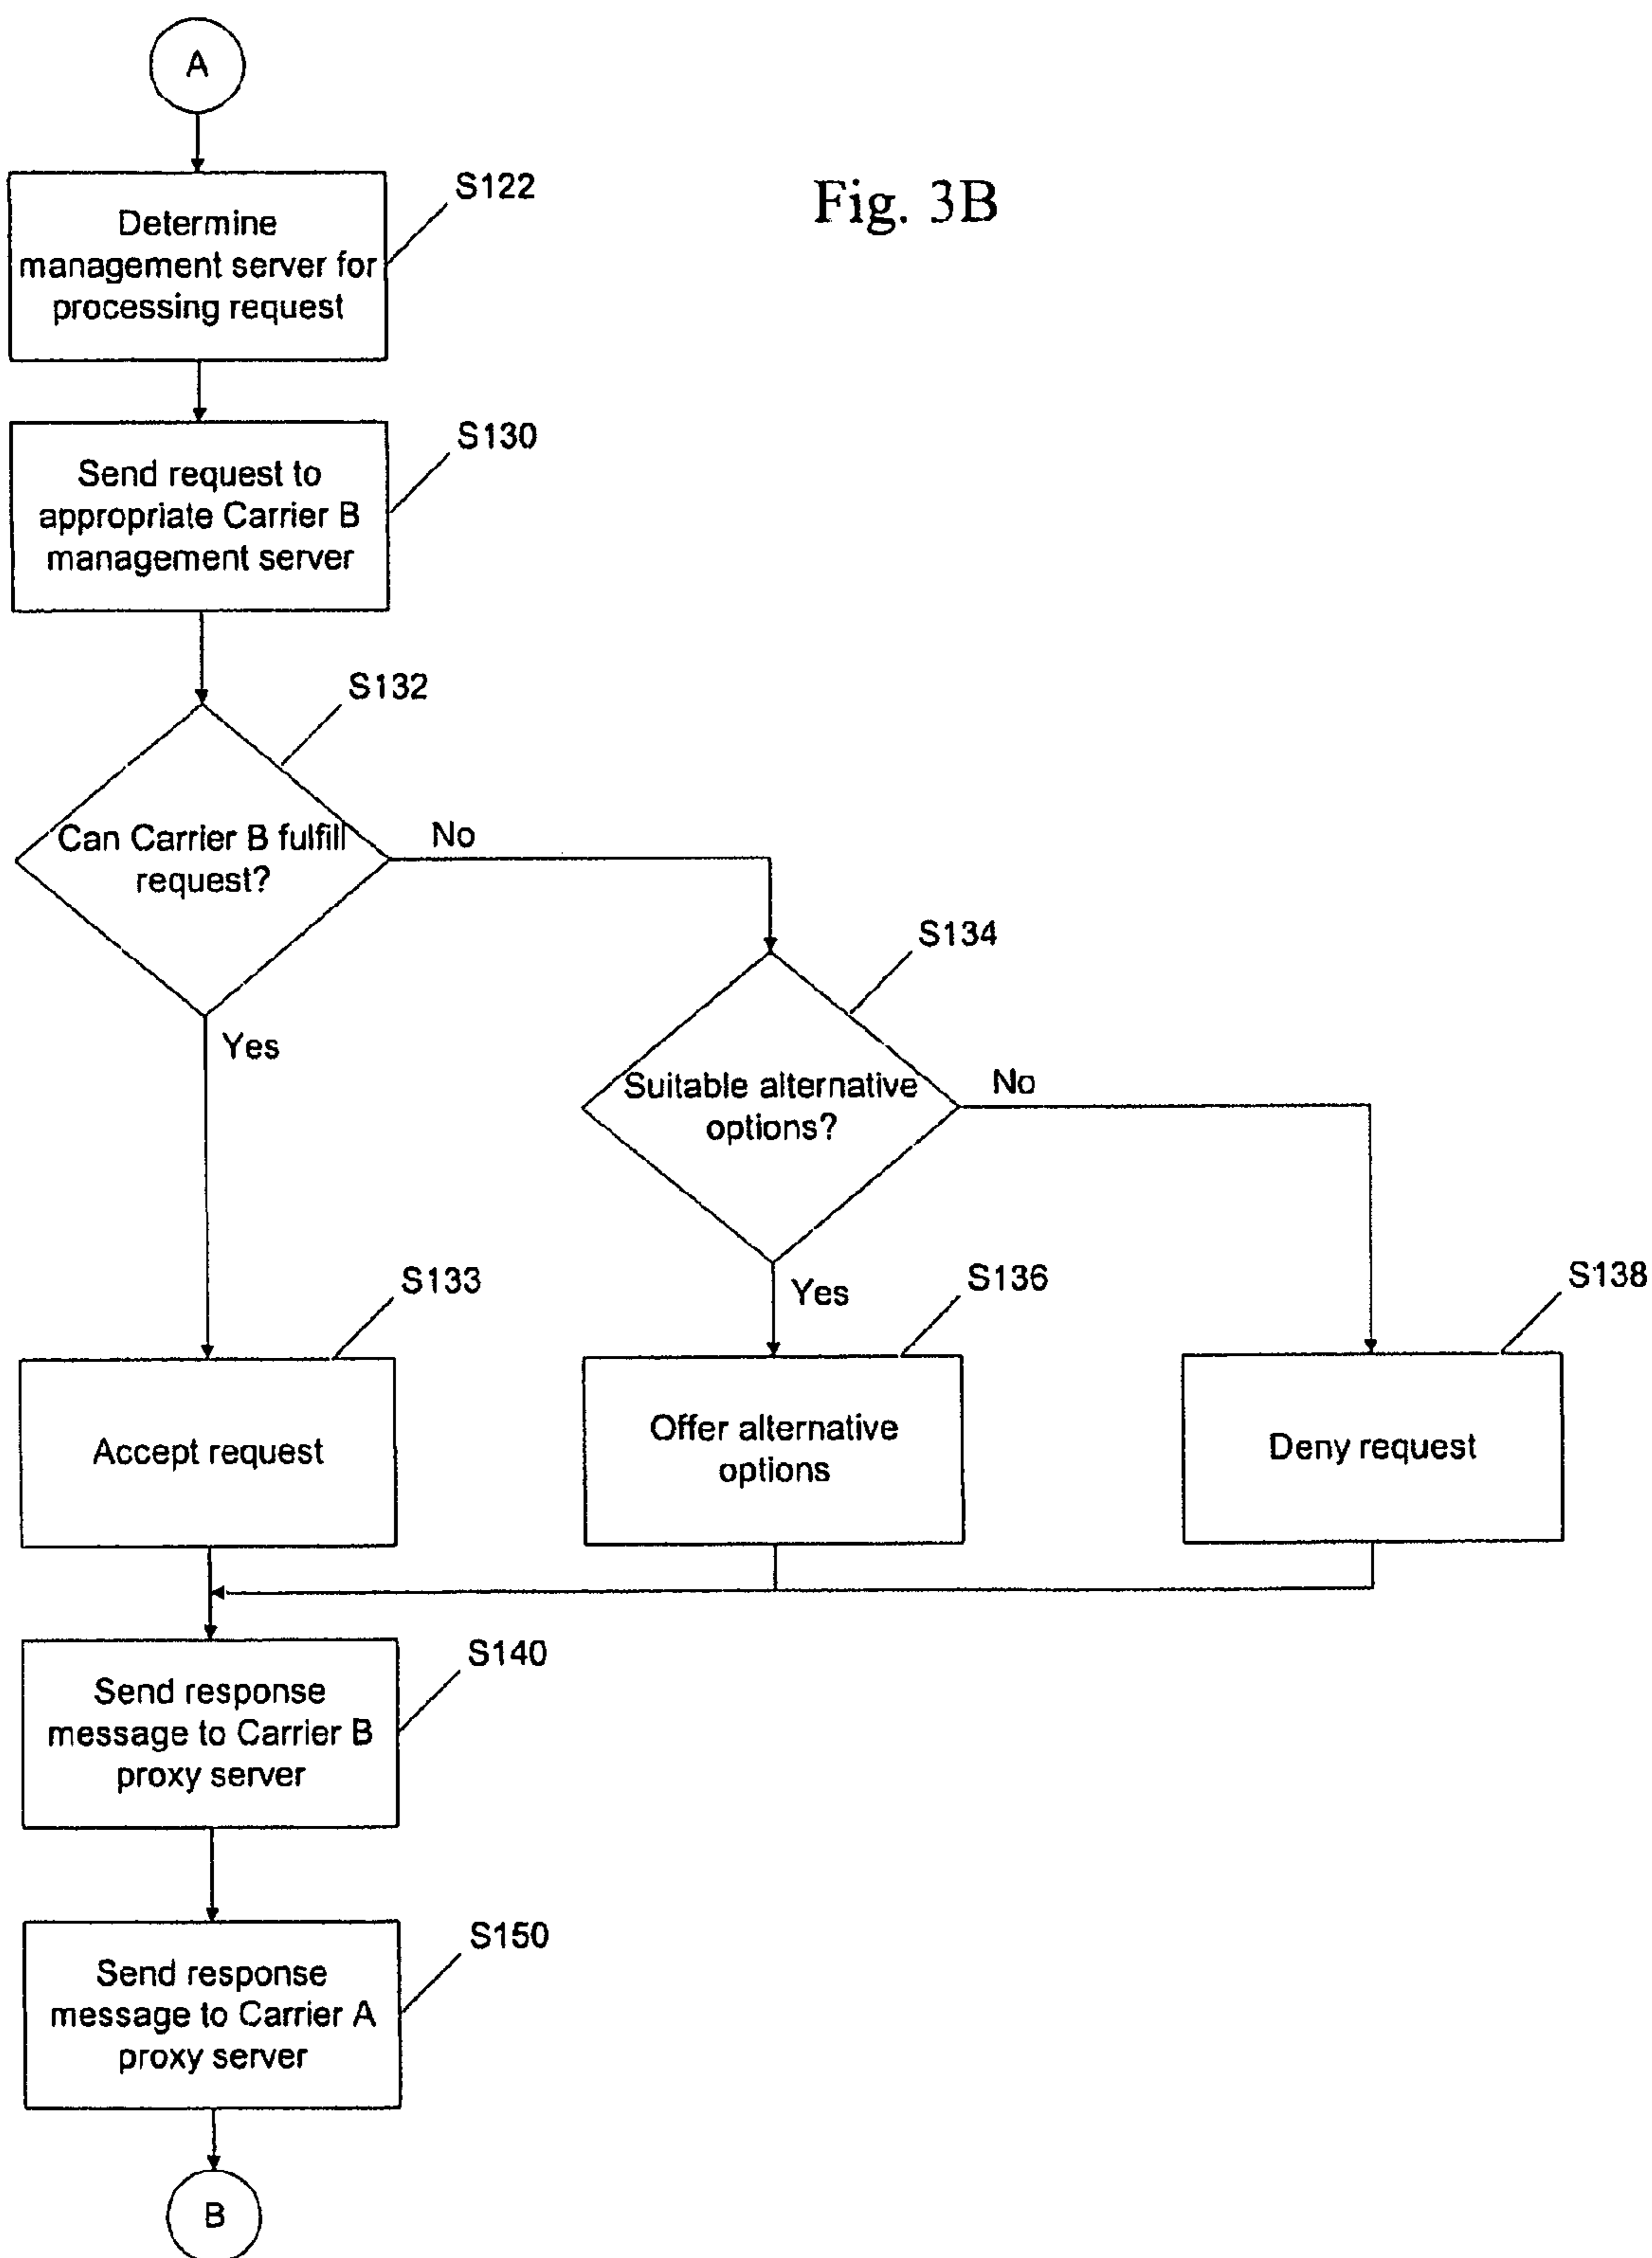 A
S122
Fig. 3B
Determine
management server for
processing request
S130
Send request to
appropriate Carrier B
management server
S132
Can Carrier B fulfill
request?
No
S134
Yes
Suitable alternative
options?
No
S133
Yes
S136
S138
Accept request
Offer alternative
options
Deny request
S140
Send response
message to Carrier B
proxy server
S150
Send response
message to Carrier A
proxy server
B